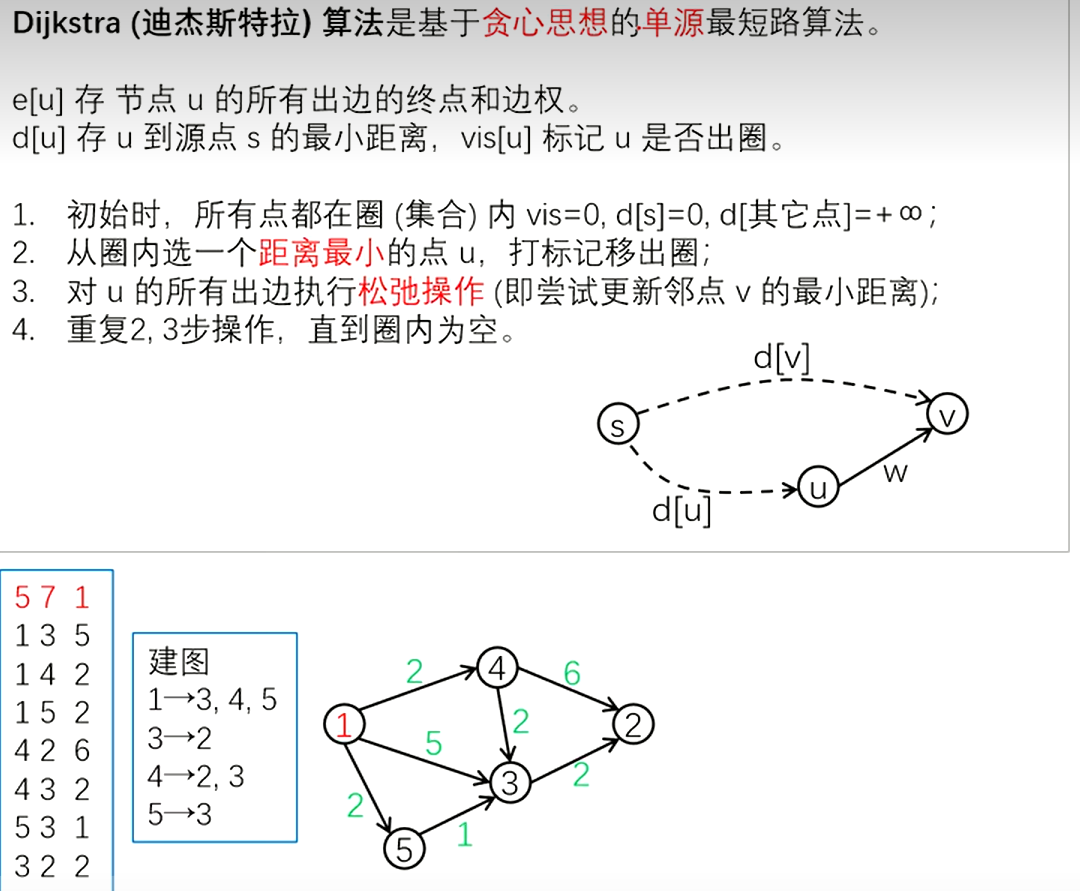 Dijkstra (迪杰斯特拉) 算法是基于贪心思想的单源最短路算法。
e[u] 存 节点 u 的所有出边的终点和边权。
d[u] 存 u 到源点 s 的最小距离，vis[u] 标记 u 是否出圈。
1. 初始时，所有点都在圈 (集合) 内 vis=0, d[s]=0, d[其它点]=+∞;
2. 从圈内选一个距离最小的点 u，打标记移出圈;
3. 对 u 的所有出边执行松弛操作 (即尝试更新邻点 v 的最小距离);
4. 重复2, 3步操作，直到圈内为空。
d[v]
s
v
w
u
d[u]
5 7 1
1 3 5
1 4 2
1 5 2
4 2 6
4 3 2
5 3 1
3 2 2
建图
1→3, 4, 5
3→2
4→2, 3
5→3
2
4
6
1
5
2
2
3
2
2
5
1